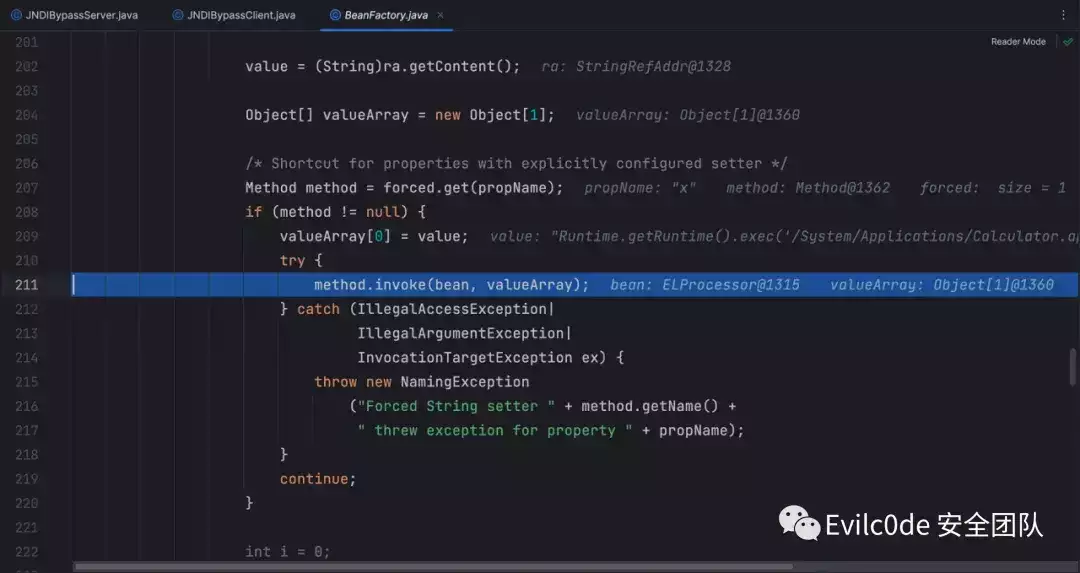 JNDIBypassServer.java JNDIBypassClient.java BeanFactory.java ×
Reader Mode
201
202 value = (String)ra.getContent(); ra: StringRefAddr@1328
203
204 Object[] valueArray = new Object[1]; valueArray: Object[1]@1360
205
206 /* Shortcut for properties with explicitly configured setter */
207 Method method = forced.get(propName); propName: "x" method: Method@1362 forced: size = 1
208 if (method != null) {
209 valueArray[0] = value; value: "Runtime.getRuntime().exec('/System/Applications/Calculator.ap
210 try {
211 method.invoke(bean, valueArray); bean: ELProcessor@1315 valueArray: Object[1]@1360
212 } catch (IllegalAccessException|
213 IllegalArgumentException|
214 InvocationTargetException ex) {
215 throw new NamingException
216 ("Forced String setter " + method.getName() +
217 " threw exception for property " + propName);
218 }
219 continue;
220 }
221
222 int i = 0;
Evilc0de 安全团队